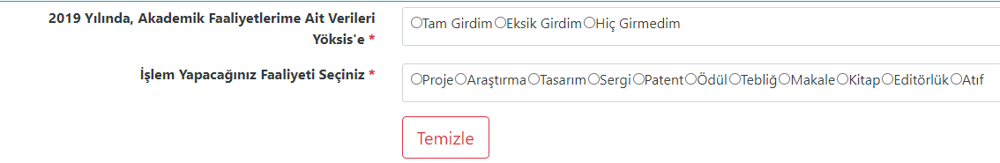 2019 Yılında, Akademik Faaliyetlerime Ait Verileri
Yöksis'e *
Tam Girdim Eksik Girdim Hiç Girmedim
İşlem Yapacağınız Faaliyeti Seçiniz *
Proje Araştırma Tasarım Sergi Patent Ödül Tebliğ Makale Kitap Editörlük Atıf
Temizle